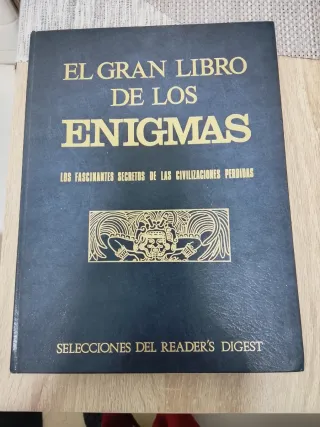 EL GRAN LIBRO
DE LOS
ENIGMAS
LOS FASCINANTES SECRETOS DE LAS CIVILIZACIONES PERDIDAS
SELECCIONES DEL READER'S DIGEST